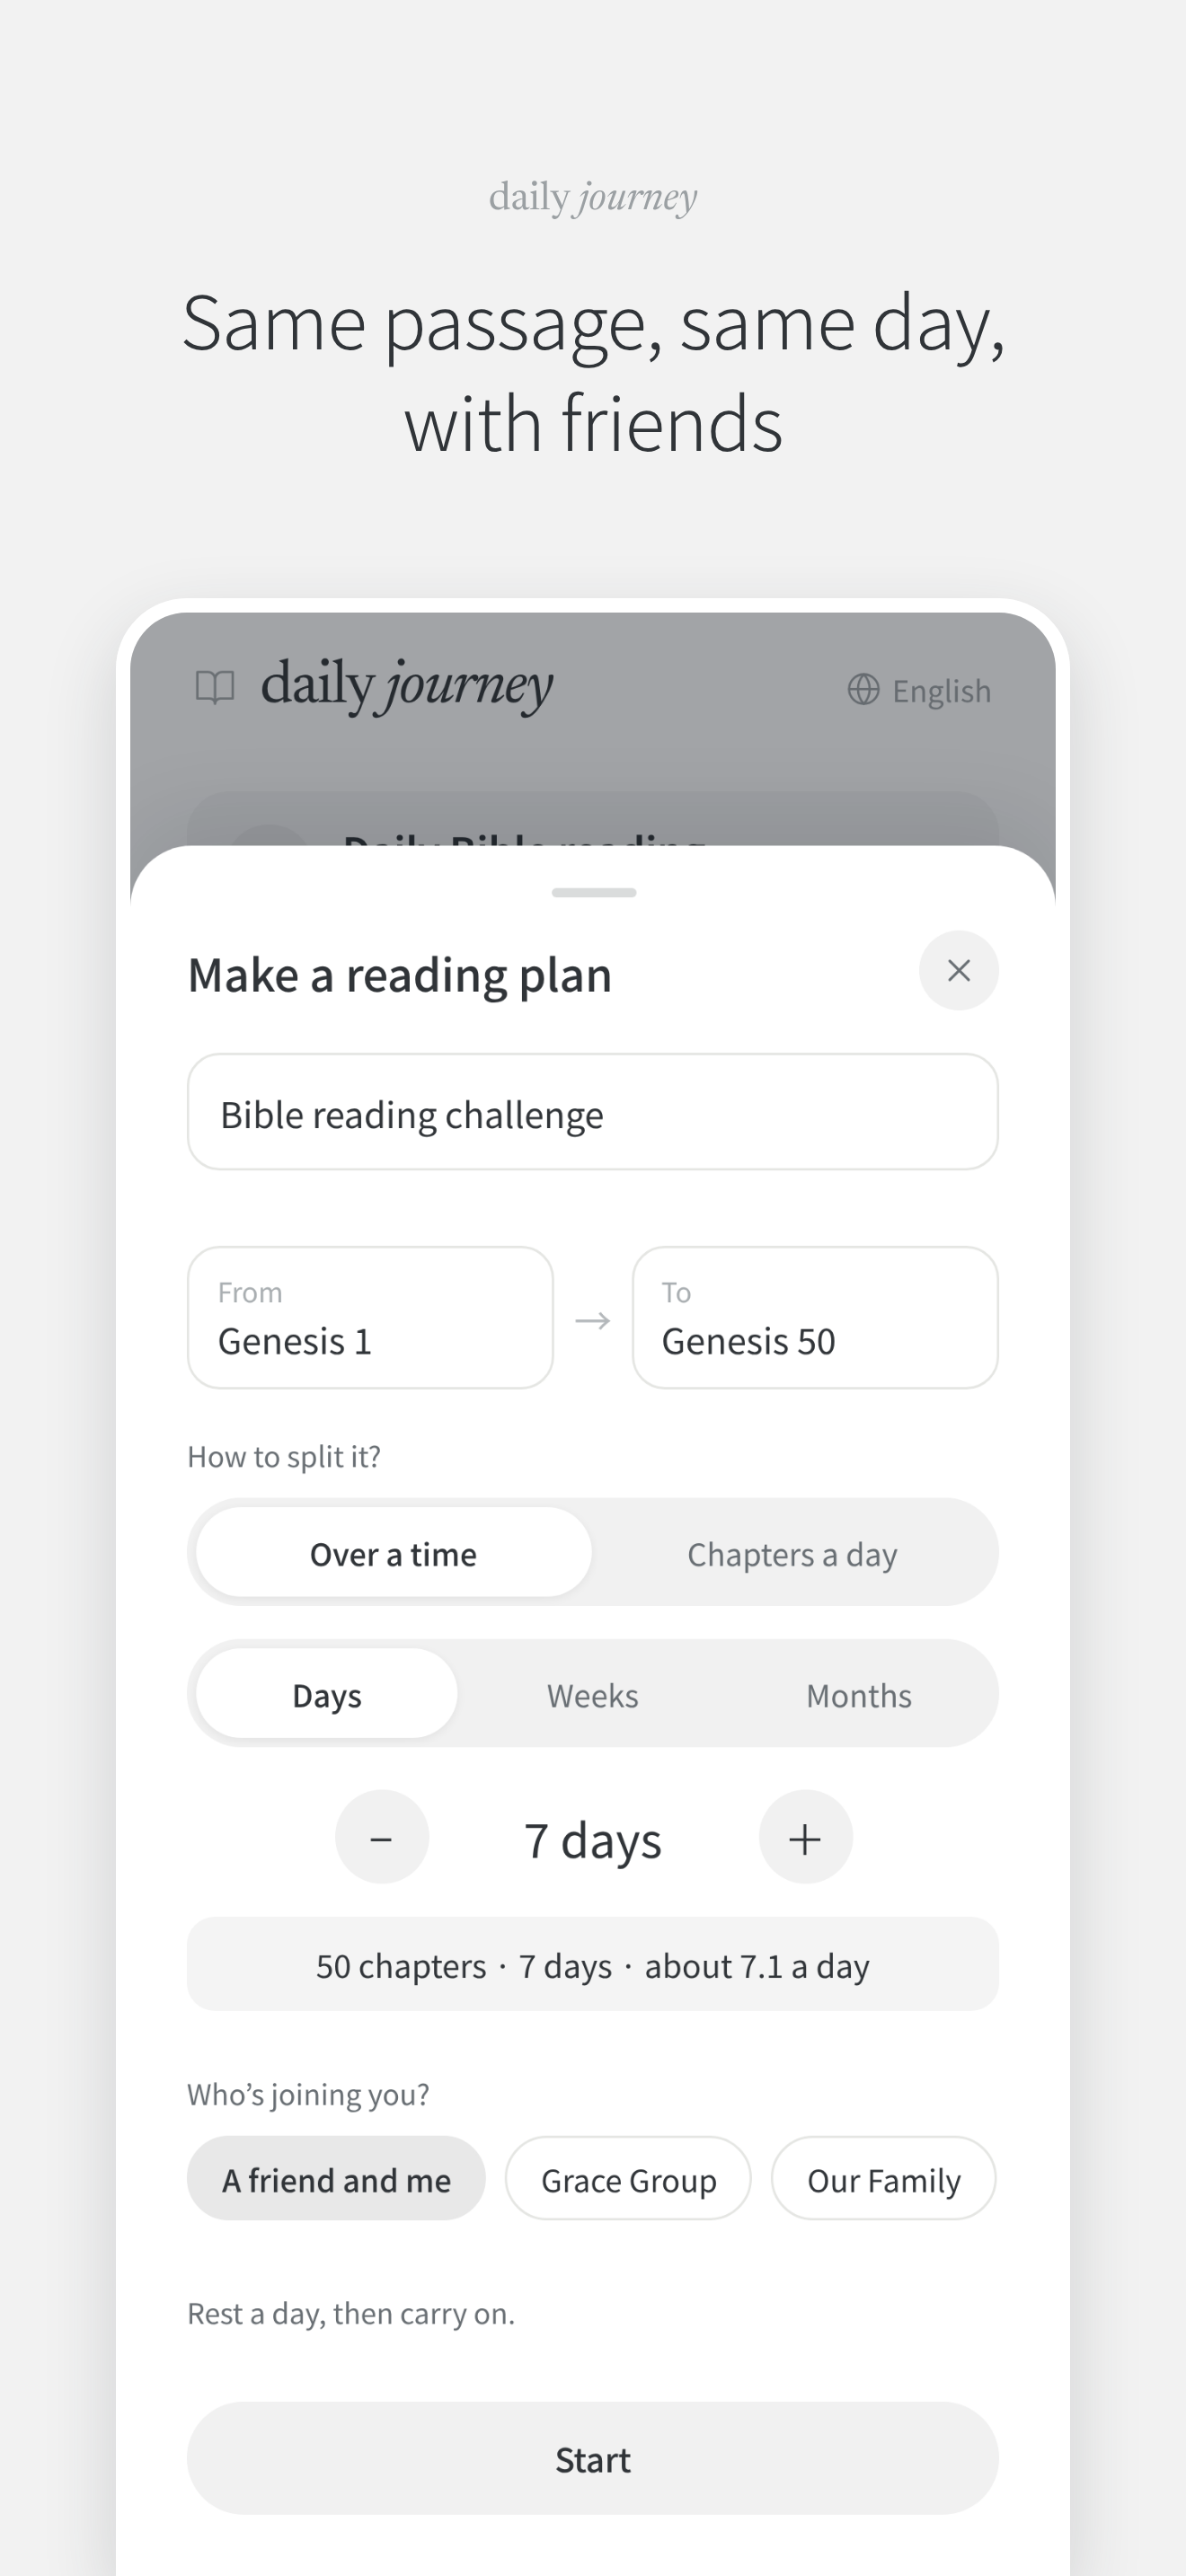 daily journey
Same passage, same day,
with friends
daily journey
English
Daily Bible reading
Make a reading plan
Bible reading challenge
From
Genesis 1
To
Genesis 50
How to split it?
Over a time
Chapters a day
Days
Weeks
Months
7 days
50 chapters · 7 days · about 7.1 a day
Who’s joining you?
A friend and me
Grace Group
Our Family
Rest a day, then carry on.
Start